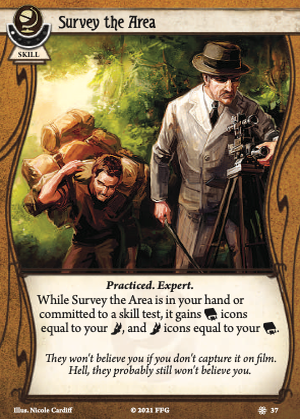 Survey the Area
SKILL
Practiced. Expert.
While Survey the Area is in your hand or
committed to a skill test, it gains icons
equal to your , and icons equal to your .
They won't believe you if you don't capture it on film.
Hell, they probably still won't believe you.
Illus. Nicole Cardiff © 2021 FFG 37